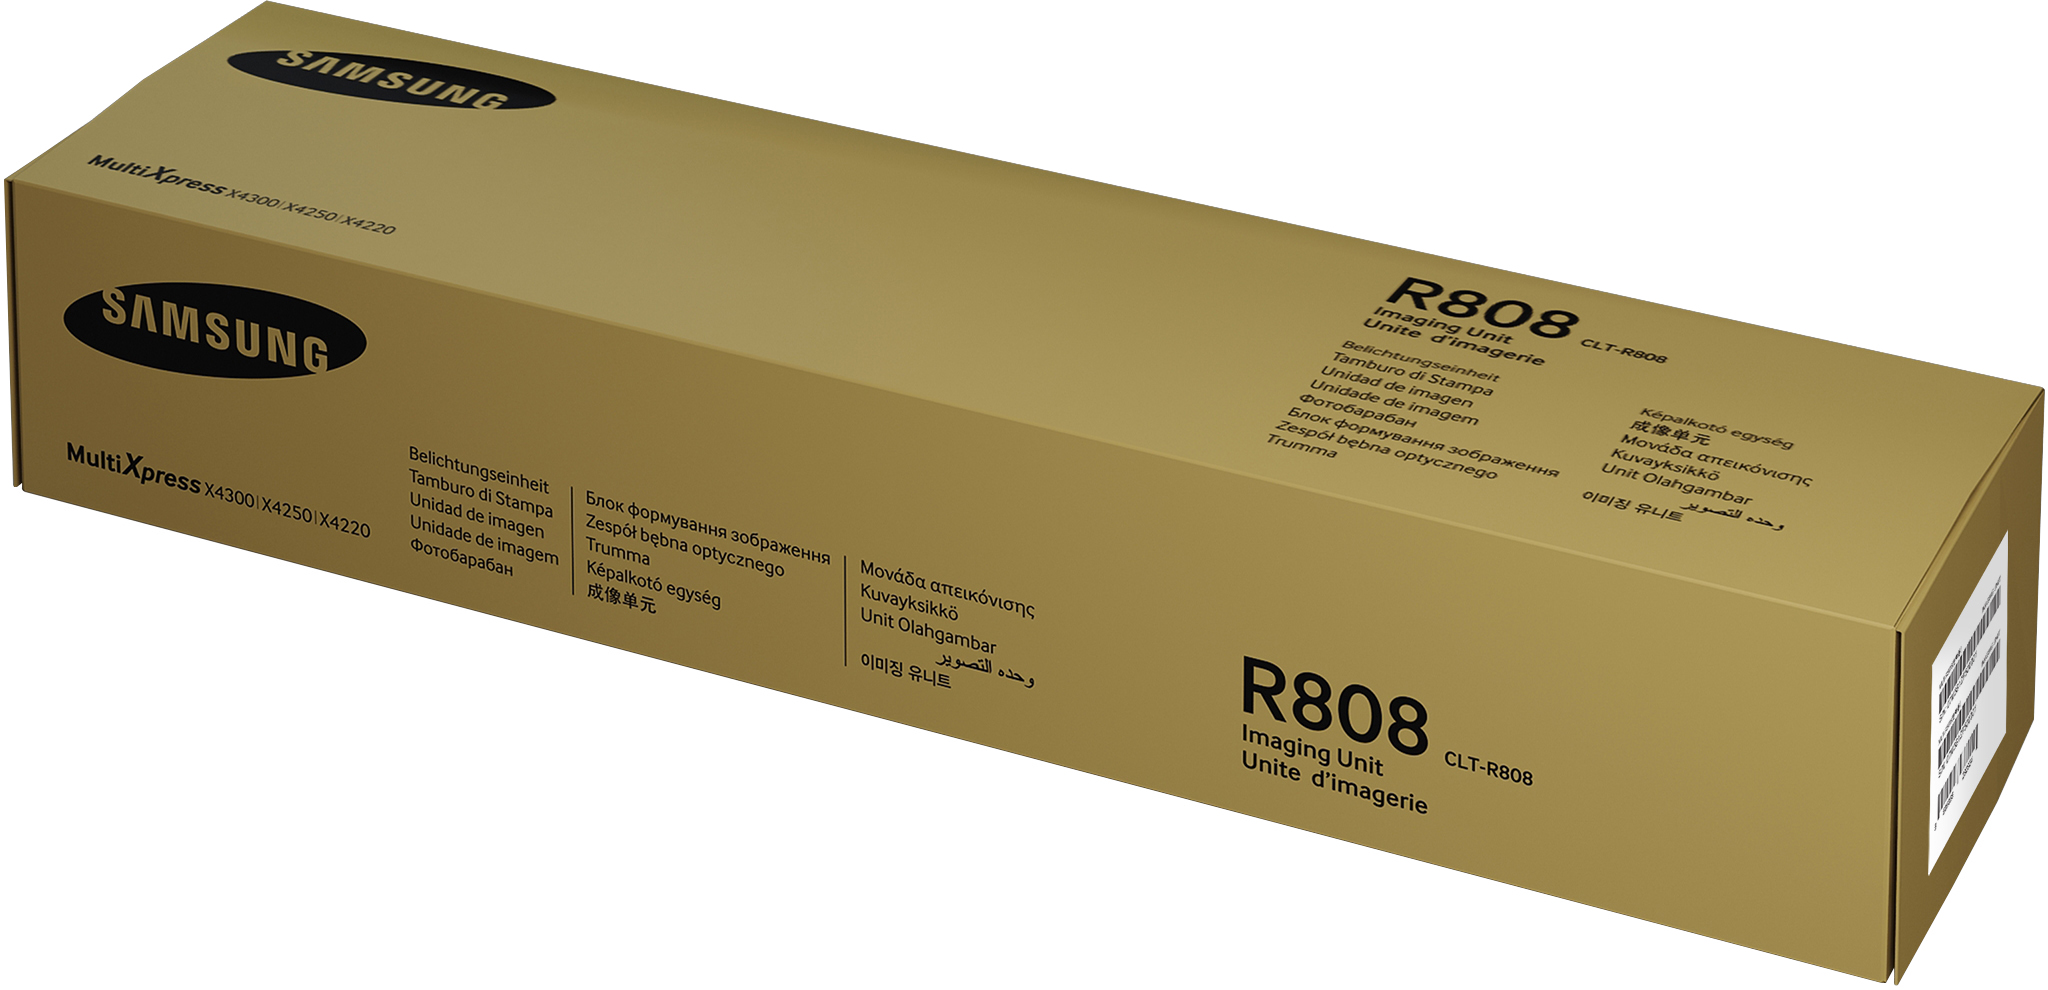 SAMSUNG
MultiXpress X4300|X4250|X4220
R808 CLT-R808
Imaging Unit
Unite d'imagerie
Belichtungseinheit
Tamburo di Stampa
Unidad de imagen
Unidade de imagem
Фотобарабан
Блок формування зображення
Zespół bębna optycznego
Trumma
Képalkotó egység
成像单元
Μονάδα απεικόνισης
Kuvayksikkö
Unit Olahgambar
وحده التصوير
이미징 유니트
SAMSUNG
MultiXpress X4300|X4250|X4220
Belichtungseinheit
Tamburo di Stampa
Unidad de imagen
Unidade de imagem
Фотобарабан
Блок формування зображення
Zespół bębna optycznego
Trumma
Képalkotó egység
成像单元
Μονάδα απεικόνισης
Kuvayksikkö
Unit Olahgambar
وحده التصوير
이미징 유니트
R808 CLT-R808
Imaging Unit
Unite d'imagerie